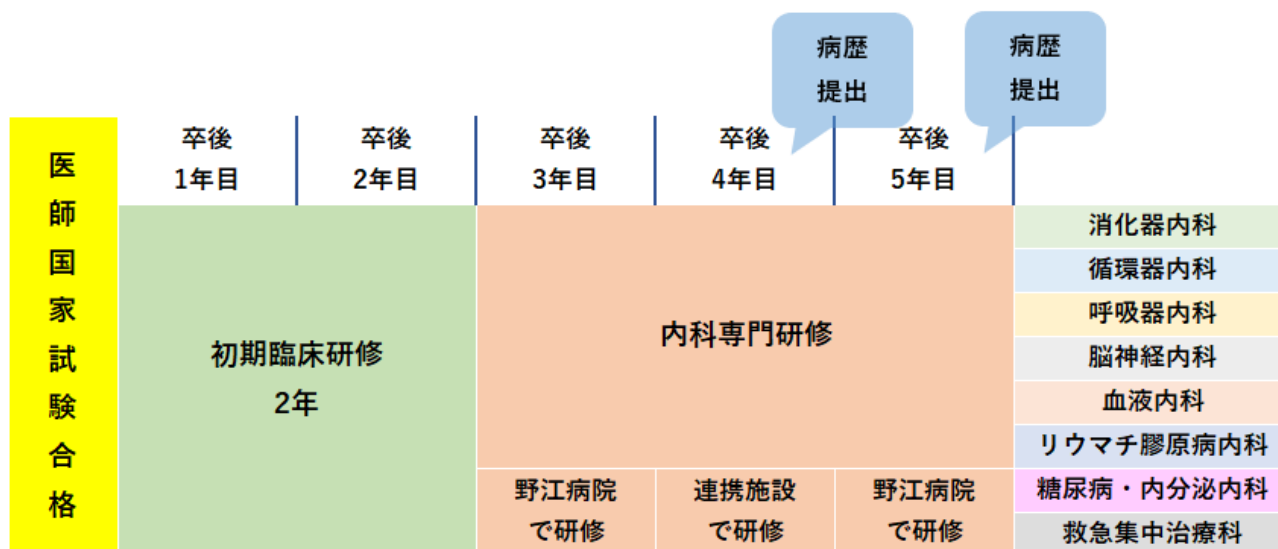 病歴
提出
病歴
提出
医師国家試験合格
卒後
1年目
卒後
2年目
卒後
3年目
卒後
4年目
卒後
5年目
初期臨床研修
2年
内科専門研修
野江病院
で研修
連携施設
で研修
野江病院
で研修
消化器内科
循環器内科
呼吸器内科
脳神経内科
血液内科
リウマチ膠原病内科
糖尿病・内分泌内科
救急集中治療科